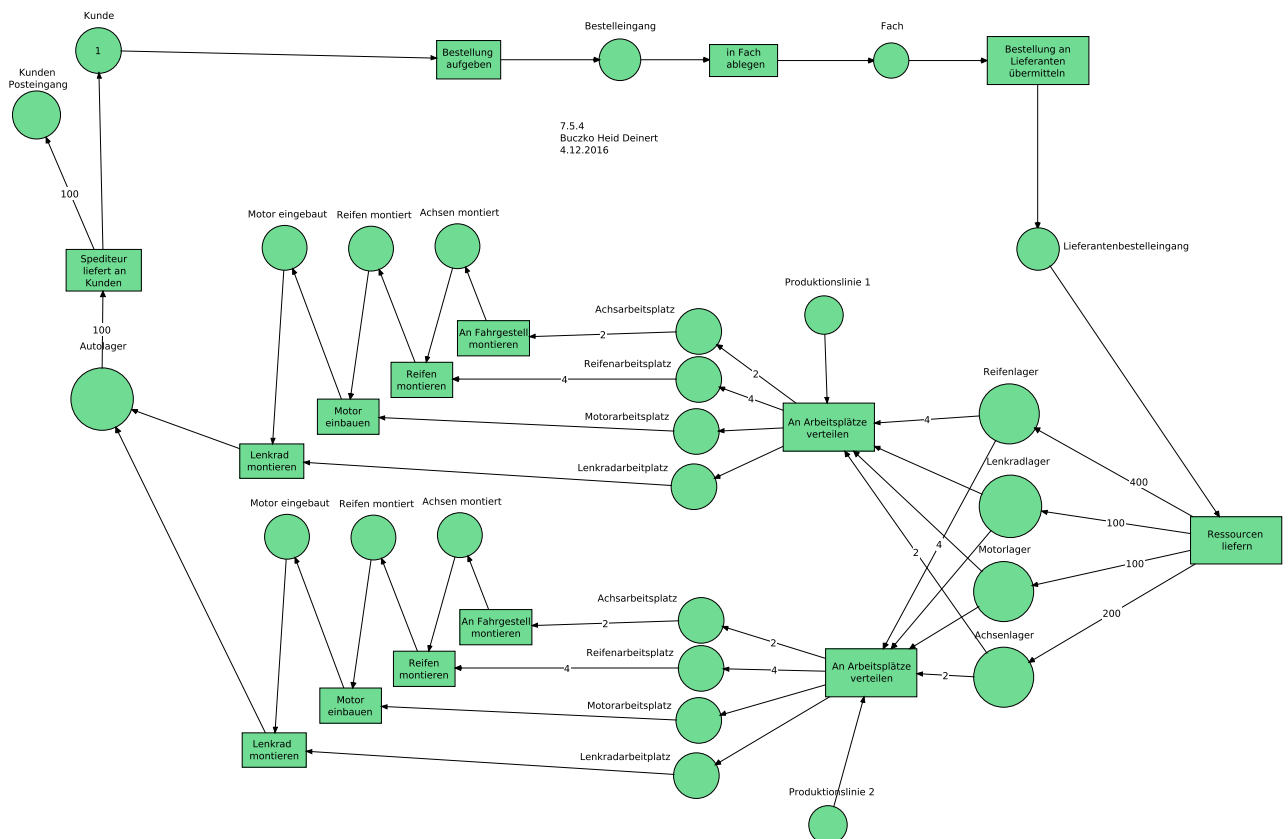 Kunde
1
Kunden
Posteingang
Bestellung
aufgeben
Bestelleingang
in Fach
ablegen
Fach
Bestellung an
Lieferanten
übermitteln
7.5.4
Buczko Heid Deinert
4.12.2016
100
Spediteur
liefert an
Kunden
100
Autolager
Motor eingebaut
Reifen montiert
Achsen montiert
Lieferantenbestelleingang
Produktionslinie 1
Achsarbeitsplatz
An Fahrgestell
montieren
2
2
Reifenarbeitsplatz
Reifen
montieren
4
4
Motor
einbauen
Motorarbeitsplatz
An Arbeitsplätze
verteilen
Lenkrad
montieren
Lenkradarbeitplatz
Reifenlager
4
Lenkradlager
400
100
Ressourcen
liefern
Motorlager
4
2
100
Achsenlager
200
2
Motor eingebaut
Reifen montiert
Achsen montiert
Achsarbeitsplatz
An Fahrgestell
montieren
2
2
Reifenarbeitsplatz
Reifen
montieren
4
4
An Arbeitsplätze
verteilen
Motor
einbauen
Motorarbeitsplatz
Lenkrad
montieren
Lenkradarbeitplatz
Produktionslinie 2